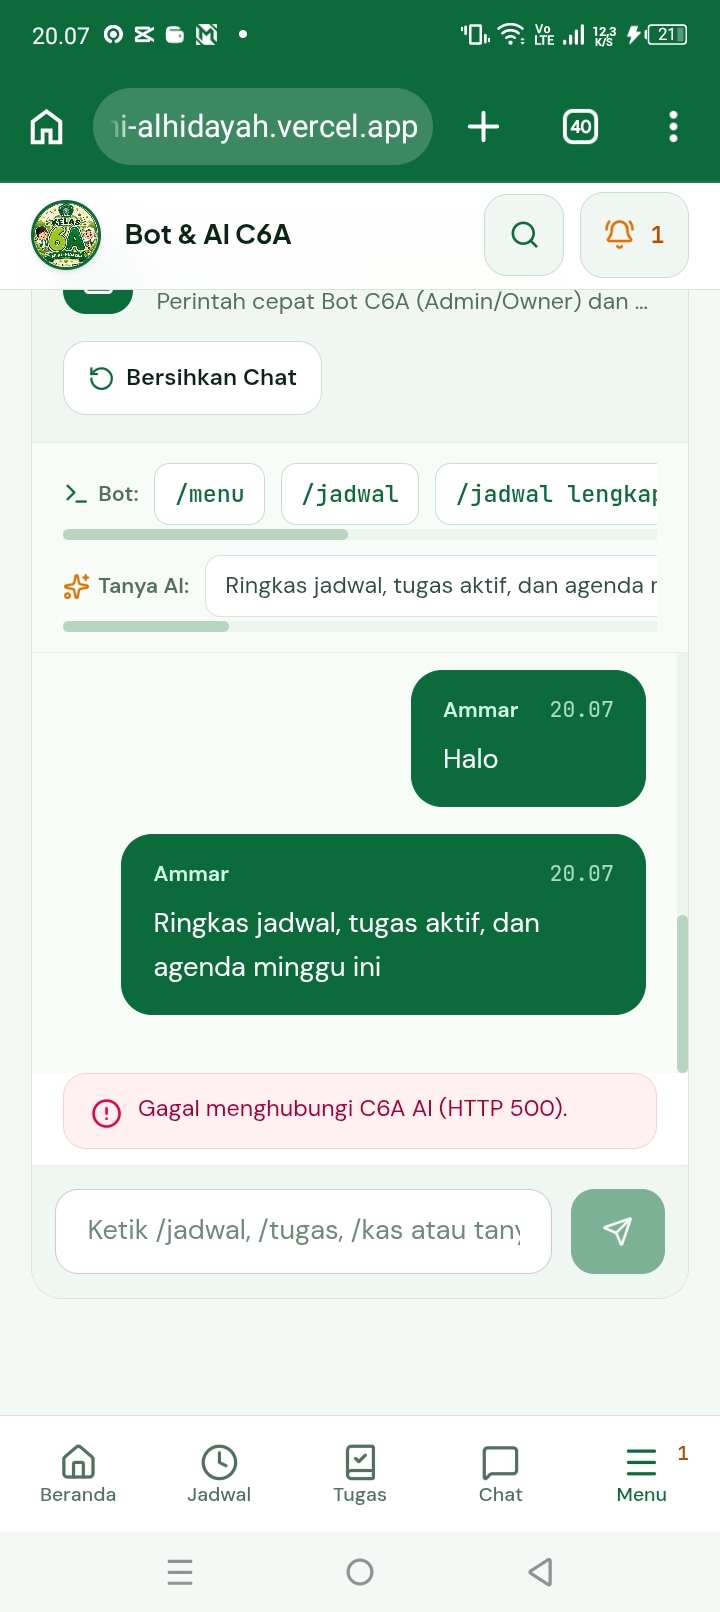 20.07
Vo
LTE
12,3
K/S
21
ni-alhidayah.vercel.app
40
KELAS
6A
Bot & AI C6A
1
Perintah cepat Bot C6A (Admin/Owner) dan ...
Bersihkan Chat
Bot:
/menu
/jadwal
/jadwal lengkap
Tanya AI:
Ringkas jadwal, tugas aktif, dan agenda
Ammar 20.07
Halo
Ammar 20.07
Ringkas jadwal, tugas aktif, dan
agenda minggu ini
Gagal menghubungi C6A AI (HTTP 500).
Ketik /jadwal, /tugas, /kas atau tany
1
Beranda
Jadwal
Tugas
Chat
Menu